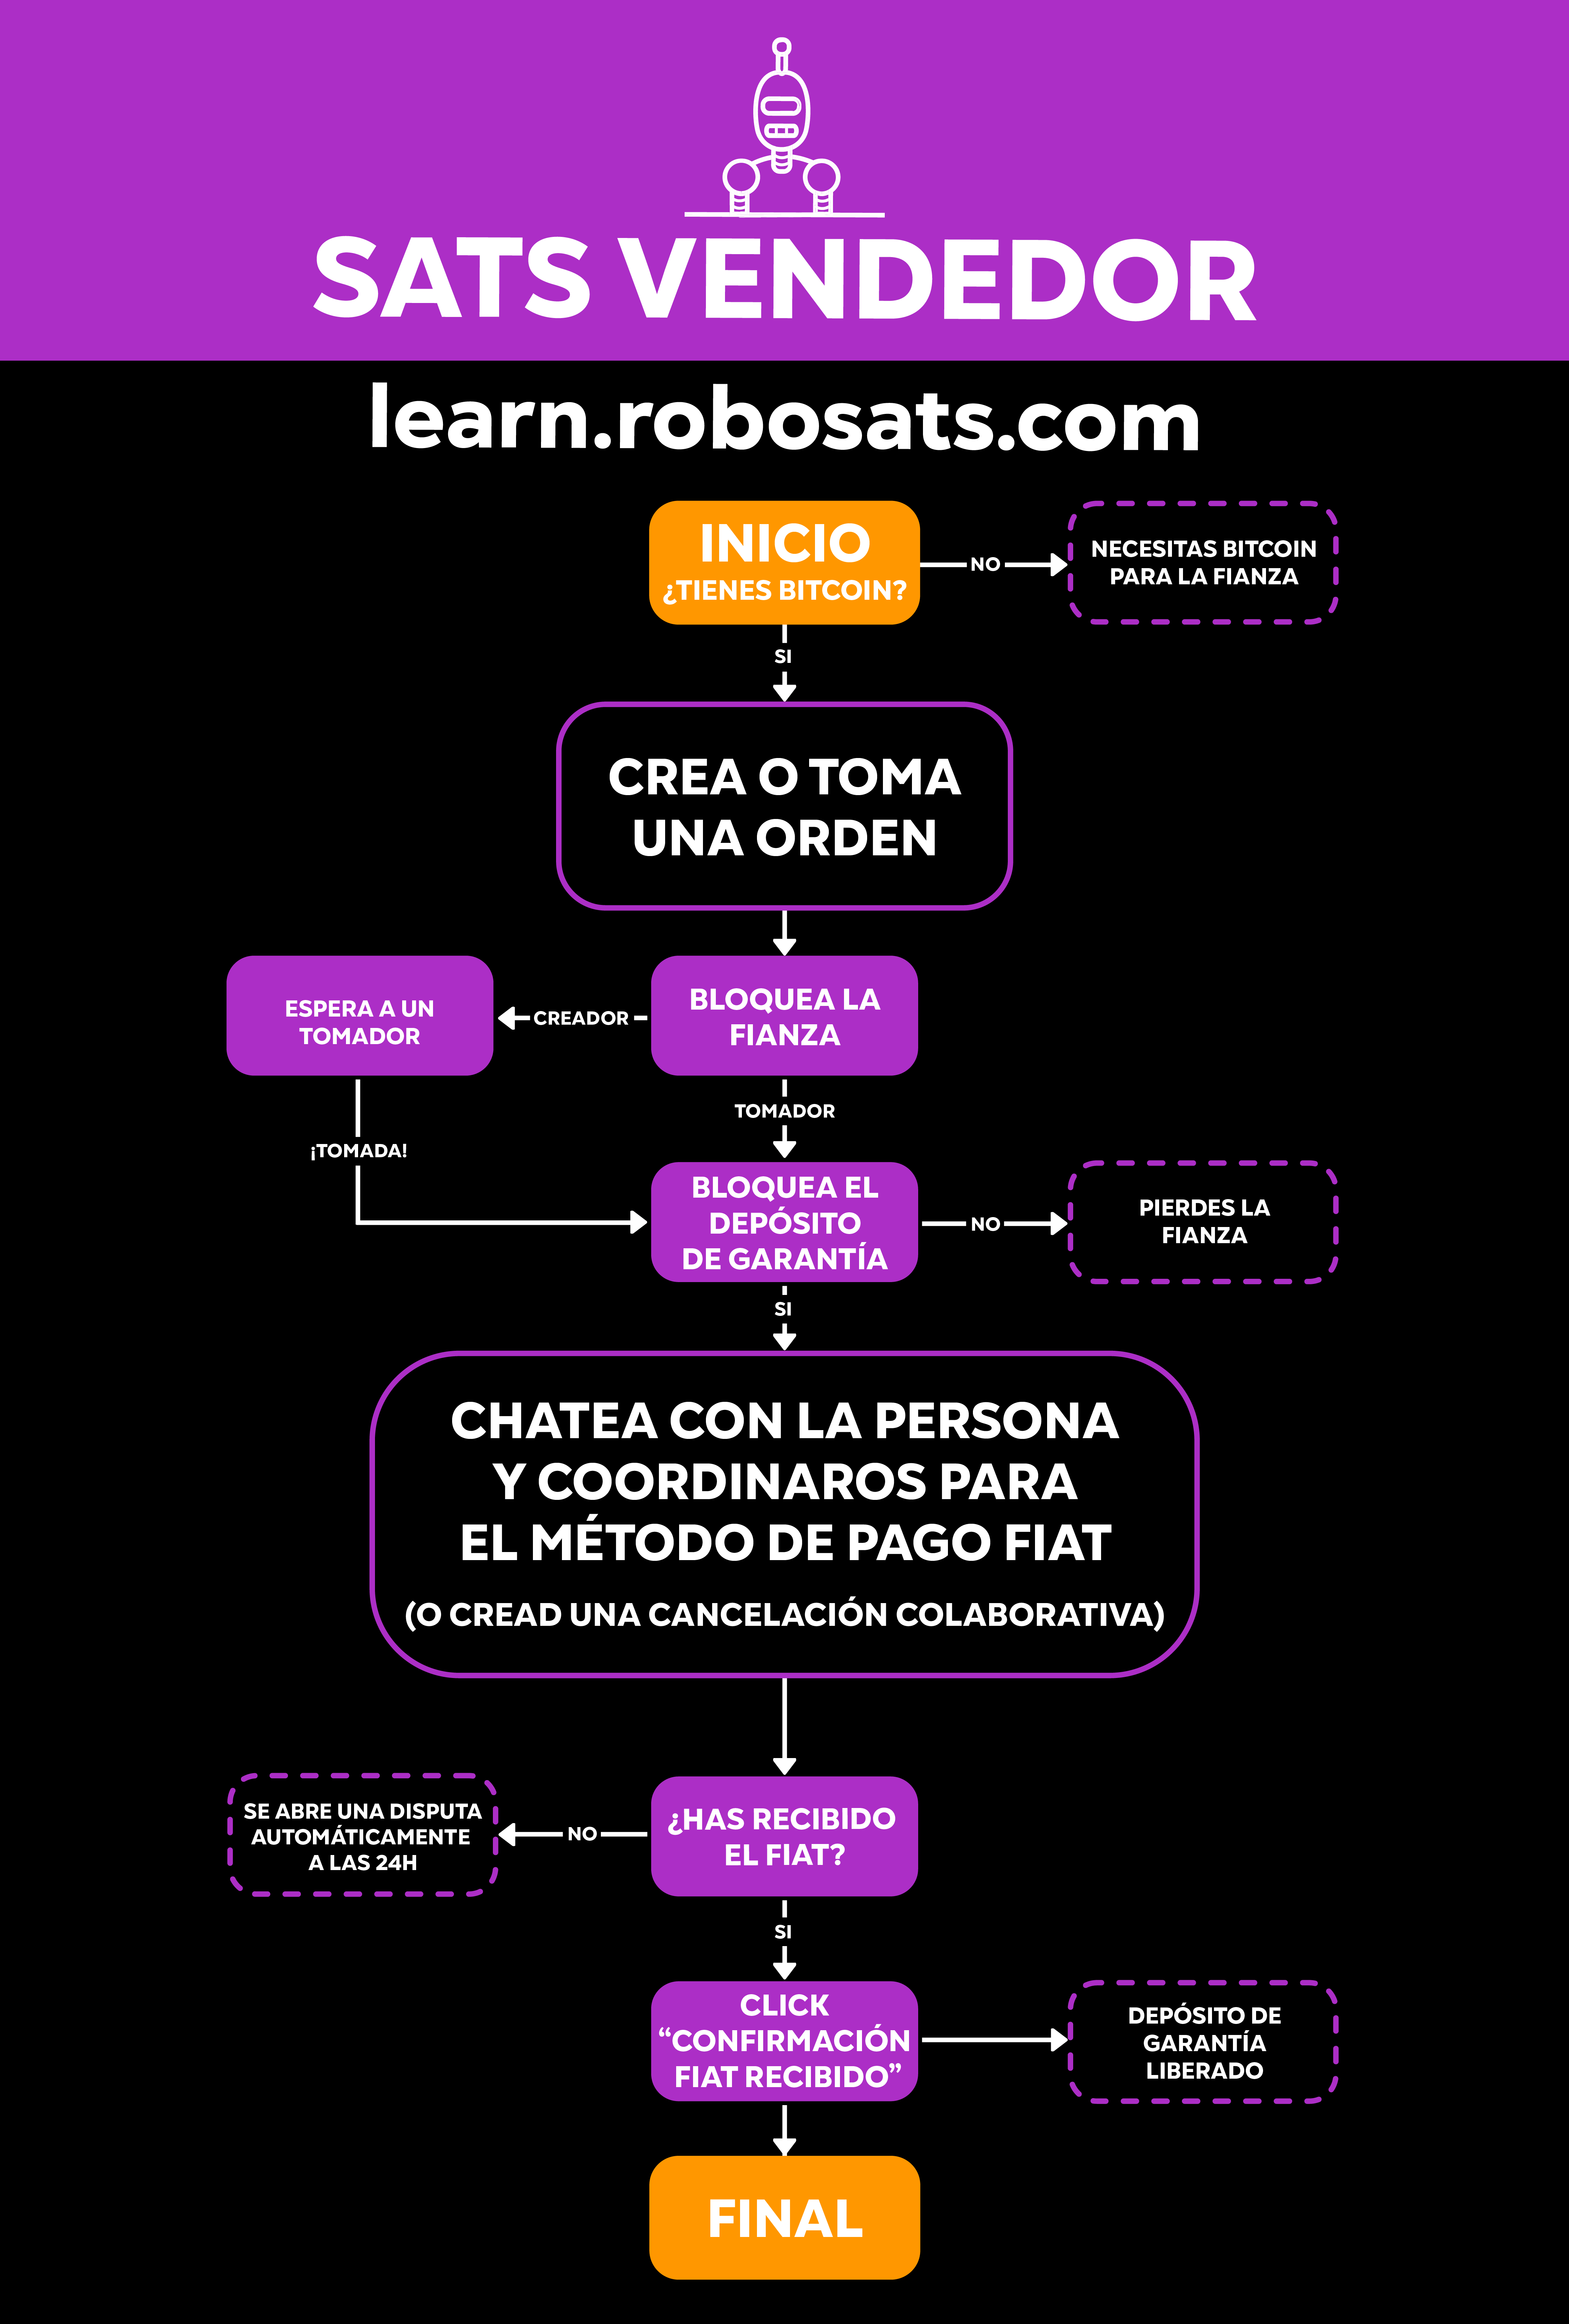 SATS VENDEDOR
learn.robosats.com
INICIO
¿TIENES BITCOIN?
NO
NECESITAS BITCOIN
PARA LA FIANZA
SI
CREA O TOMA
UNA ORDEN
ESPERA A UN
TOMADOR
CREADOR
BLOQUEA LA
FIANZA
TOMADOR
¡TOMADA!
BLOQUEA EL
DEPÓSITO
DE GARANTÍA
NO
PIERDES LA
FIANZA
SI
CHATEA CON LA PERSONA
Y COORDINAROS PARA
EL MÉTODO DE PAGO FIAT
(O CREAD UNA CANCELACIÓN COLABORATIVA)
SE ABRE UNA DISPUTA
AUTOMÁTICAMENTE
A LAS 24H
NO
¿HAS RECIBIDO
EL FIAT?
SI
CLICK
“CONFIRMACIÓN
FIAT RECIBIDO”
DEPÓSITO DE
GARANTÍA
LIBERADO
FINAL